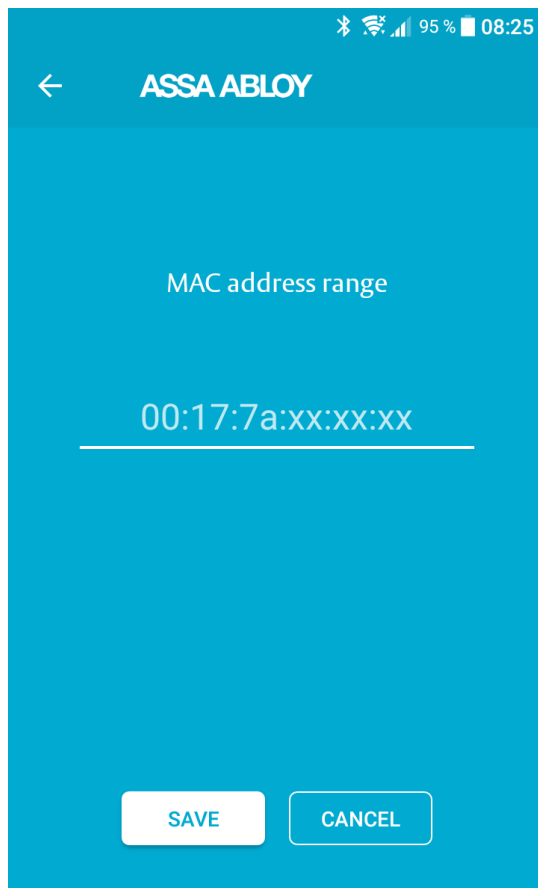 95 % 08:25
ASSA ABLOY
MAC address range
00:17:7a:xx:xx:xx
SAVE CANCEL